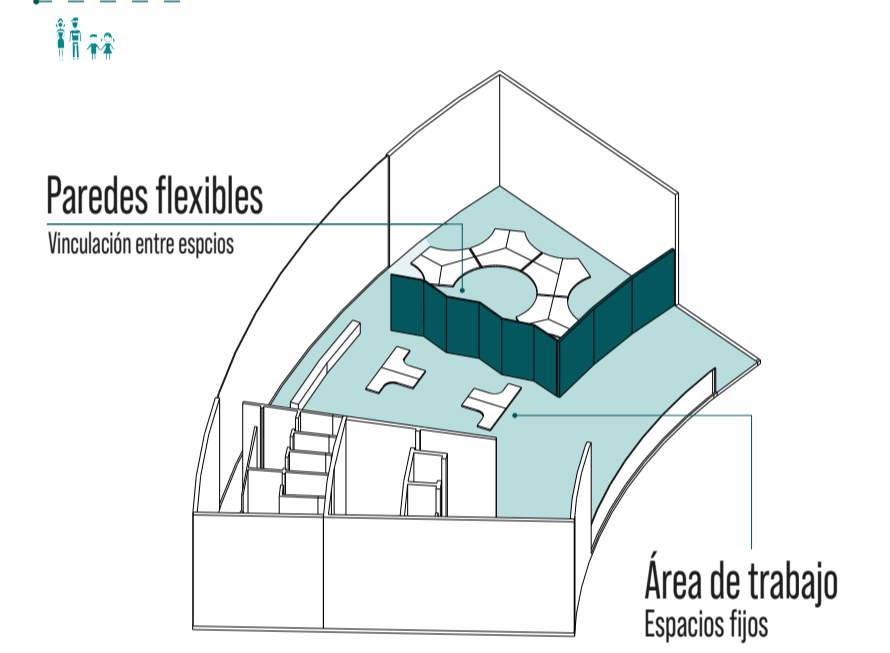 Paredes flexibles
Vinculación entre espcios
Área de trabajo
Espacios fijos